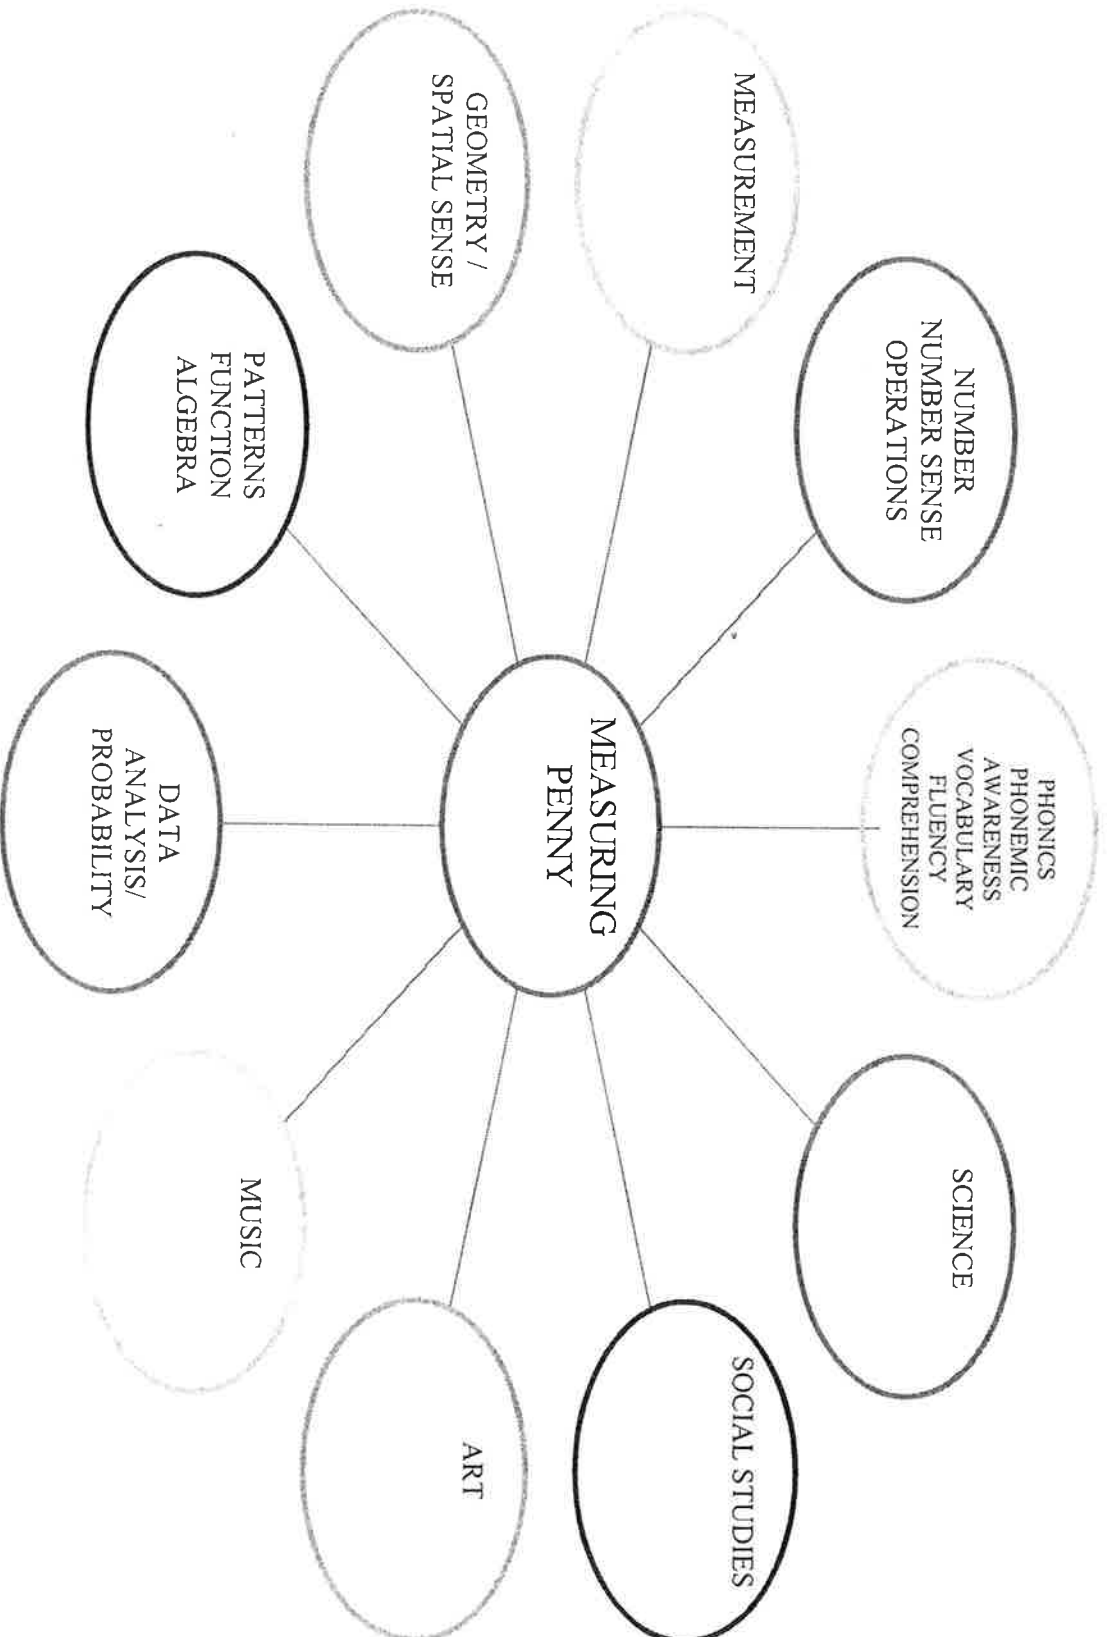 PHONICS
PHONEMIC
AWARENESS
VOCABULARY
FLUENCY
COMPREHENSION
NUMBER
NUMBER SENSE
OPERATIONS
SCIENCE
MEASUREMENT
SOCIAL STUDIES
MEASURING
PENNY
GEOMETRY /
SPATIAL SENSE
ART
PATTERNS
FUNCTION
ALGEBRA
MUSIC
DATA
ANALYSIS/
PROBABILITY